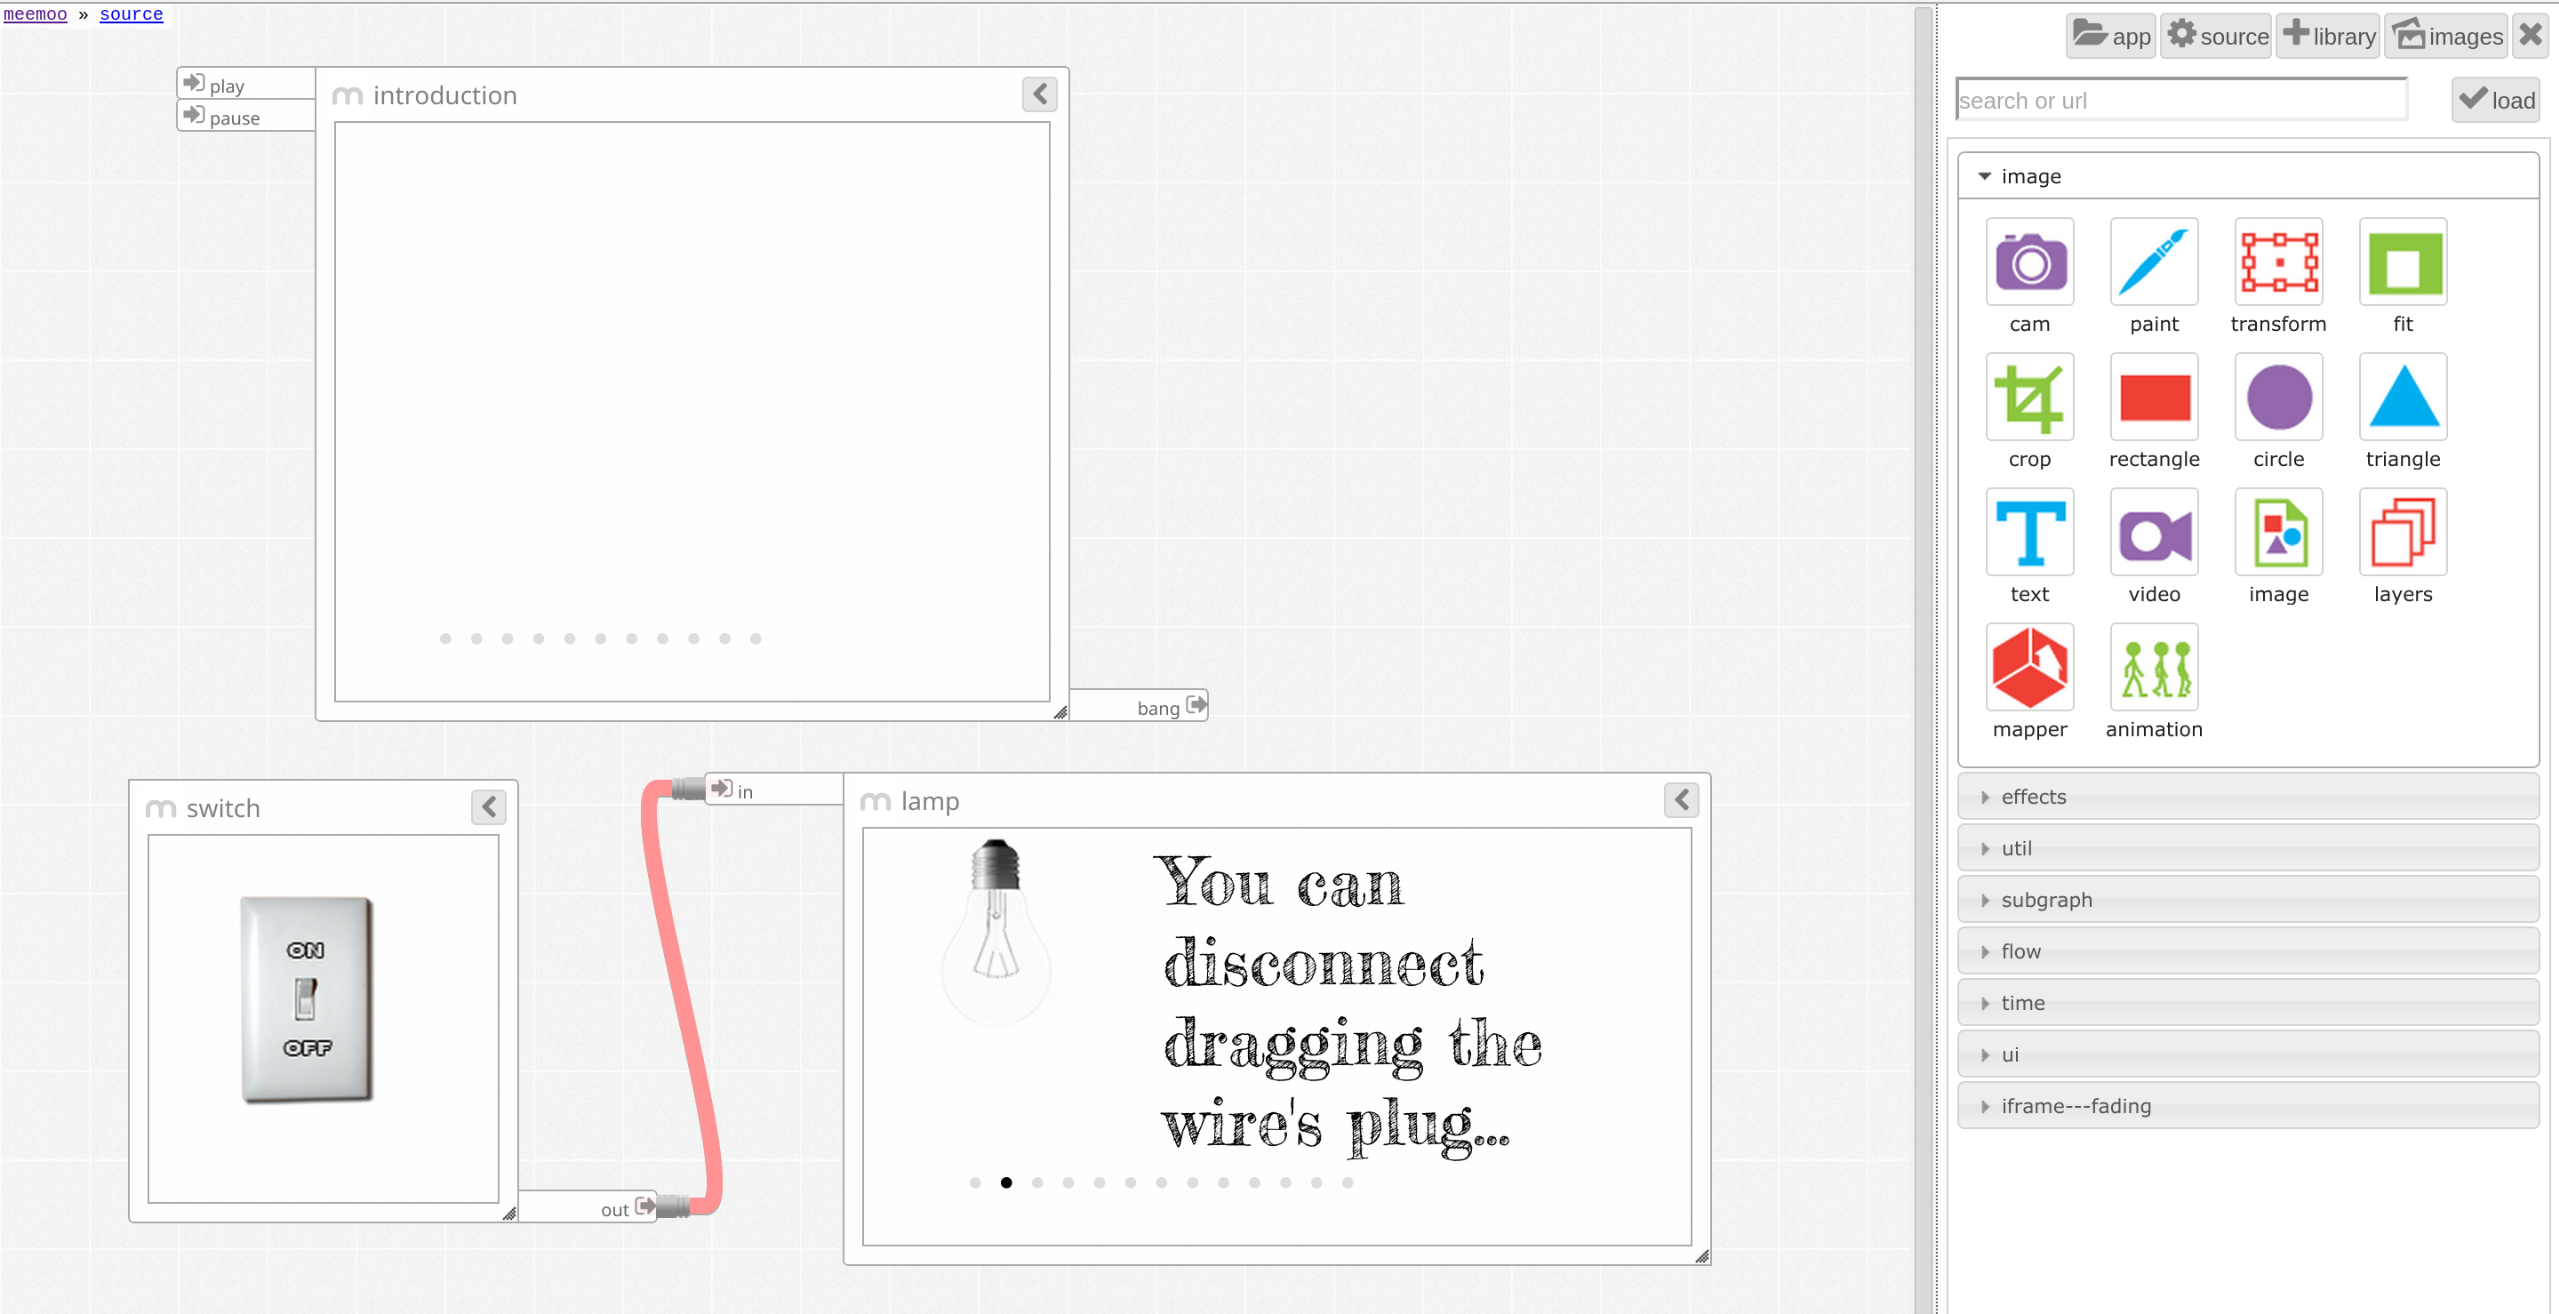 meemoo » source
play
pause
introduction
bang
switch
ON
OFF
out
in
lamp
You can
disconnect
dragging the
wire's plug...
app
source
library
images
search or url
load
image
cam
paint
transform
fit
crop
rectangle
circle
triangle
text
video
image
layers
mapper
animation
effects
util
subgraph
flow
time
ui
iframe---fading